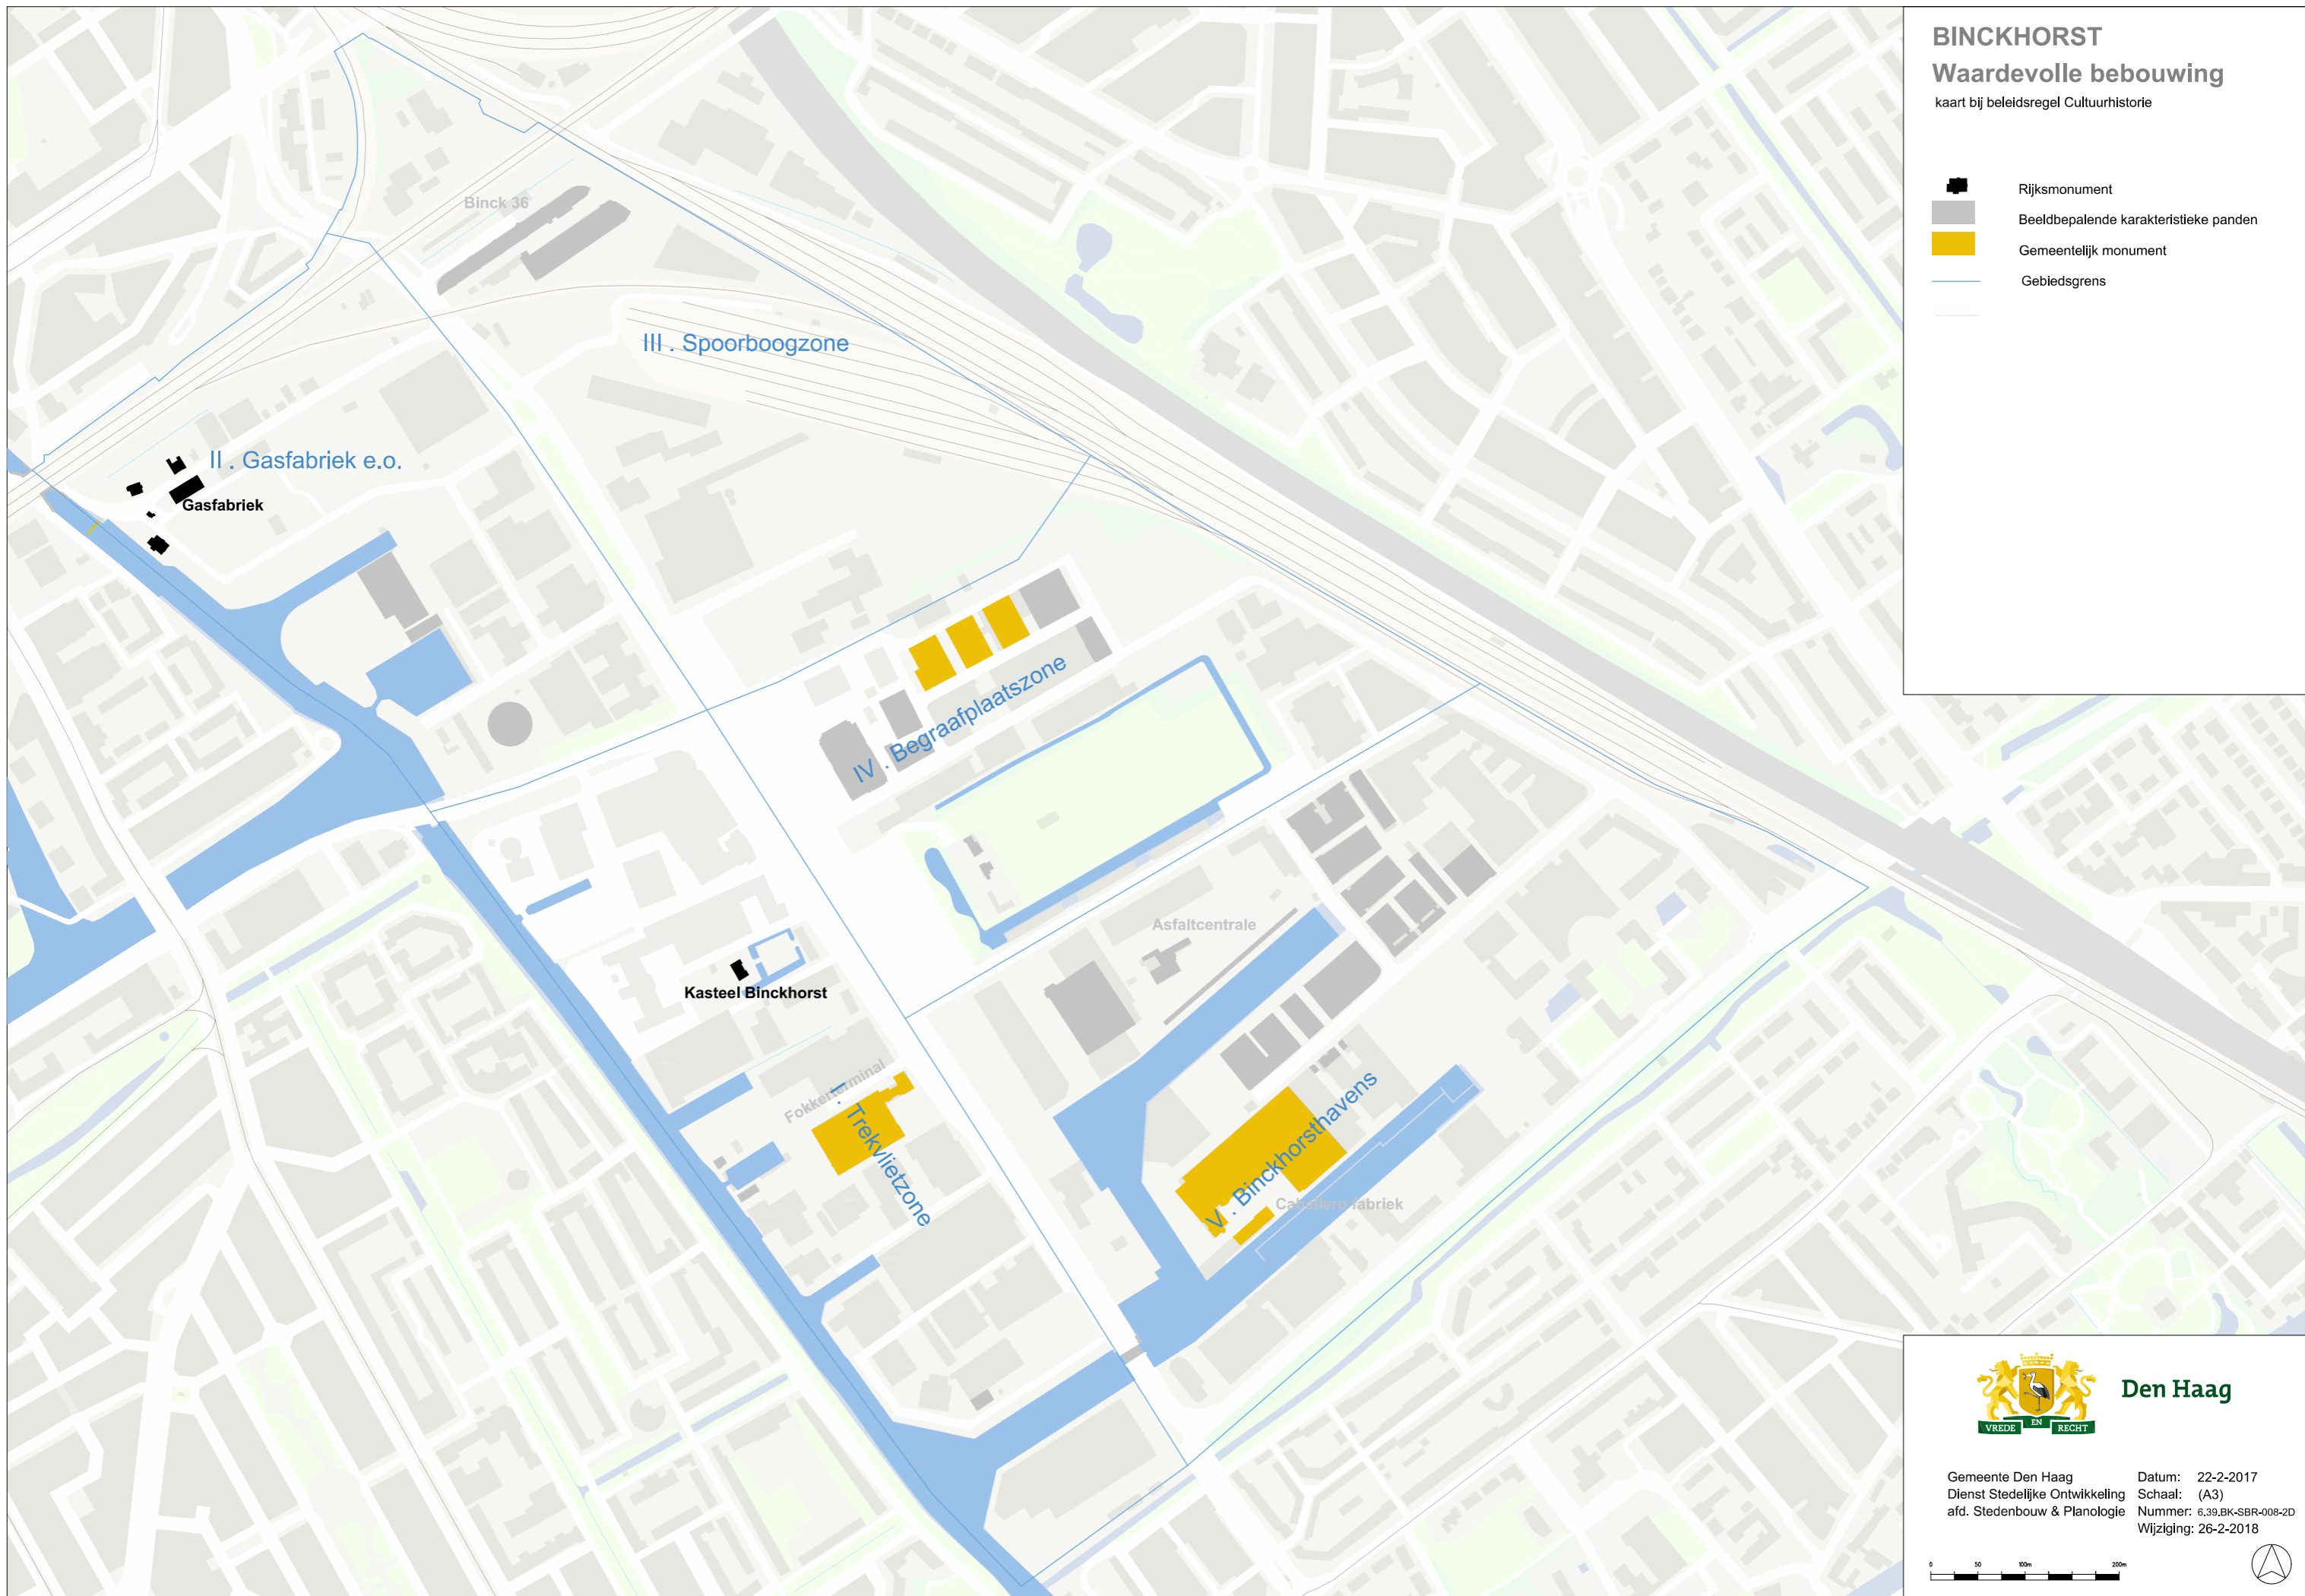 BINCKHORST
Waardevolle bebouwing
kaart bij beleidsregel Cultuurhistorie
Rijksmonument
Beeldbepalende karakteristieke panden
Gemeentelijk monument
Gebiedsgrens
Binck 36
III . Spoorboogzone
II . Gasfabriek e.o.
Gasfabriek
IV . Begraafplaatszone
Asfaltcentrale
Kasteel Binckhorst
Fokkerterminal
I . Trekvlietzone
V . Binckhorsthavens
Caballero fabriek
Den Haag
VREDE EN RECHT
Gemeente Den Haag
Dienst Stedelijke Ontwikkeling
afd. Stedenbouw & Planologie
Datum: 22-2-2017
Schaal: (A3)
Nummer: 6.39.BK-SBR-008-2D
Wijziging: 26-2-2018
0 50 100m 200m